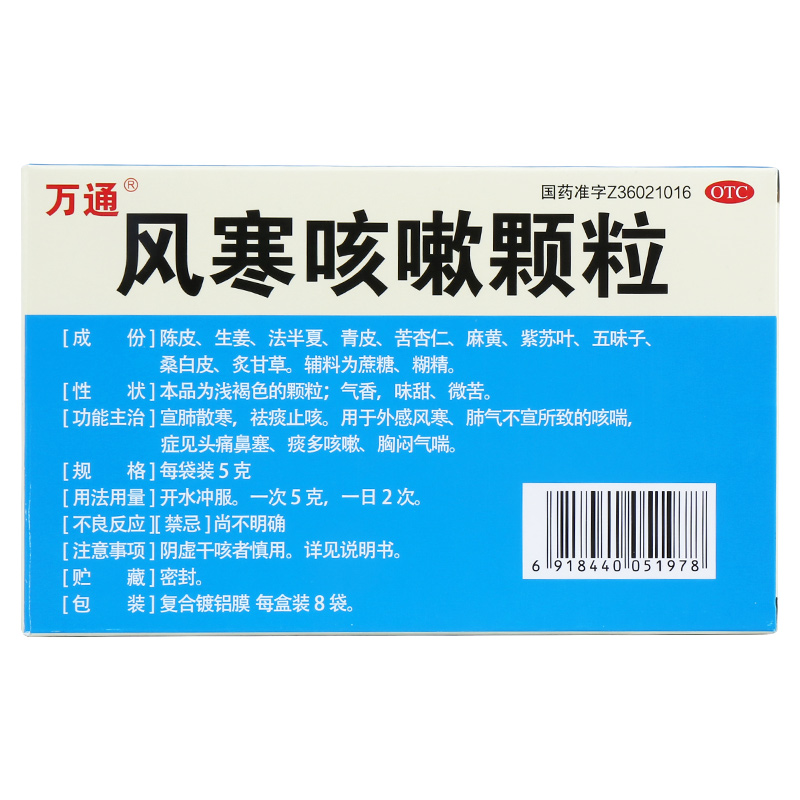 万通®
国药准字Z36021016 OTC
风寒咳嗽颗粒
[成　份] 陈皮、生姜、法半夏、青皮、苦杏仁、麻黄、紫苏叶、五味子、
桑白皮、炙甘草。辅料为蔗糖、糊精。
[性　状] 本品为浅褐色的颗粒；气香，味甜、微苦。
[功能主治] 宣肺散寒，祛痰止咳。用于外感风寒、肺气不宣所致的咳喘，
症见头痛鼻塞、痰多咳嗽、胸闷气喘。
[规　格] 每袋装 5 克
[用法用量] 开水冲服。一次 5 克，一日 2 次。
[不良反应][禁忌] 尚不明确
[注意事项] 阴虚干咳者慎用。详见说明书。
[贮　藏] 密封。
[包　装] 复合镀铝膜 每盒装 8 袋。
6 918440 051978